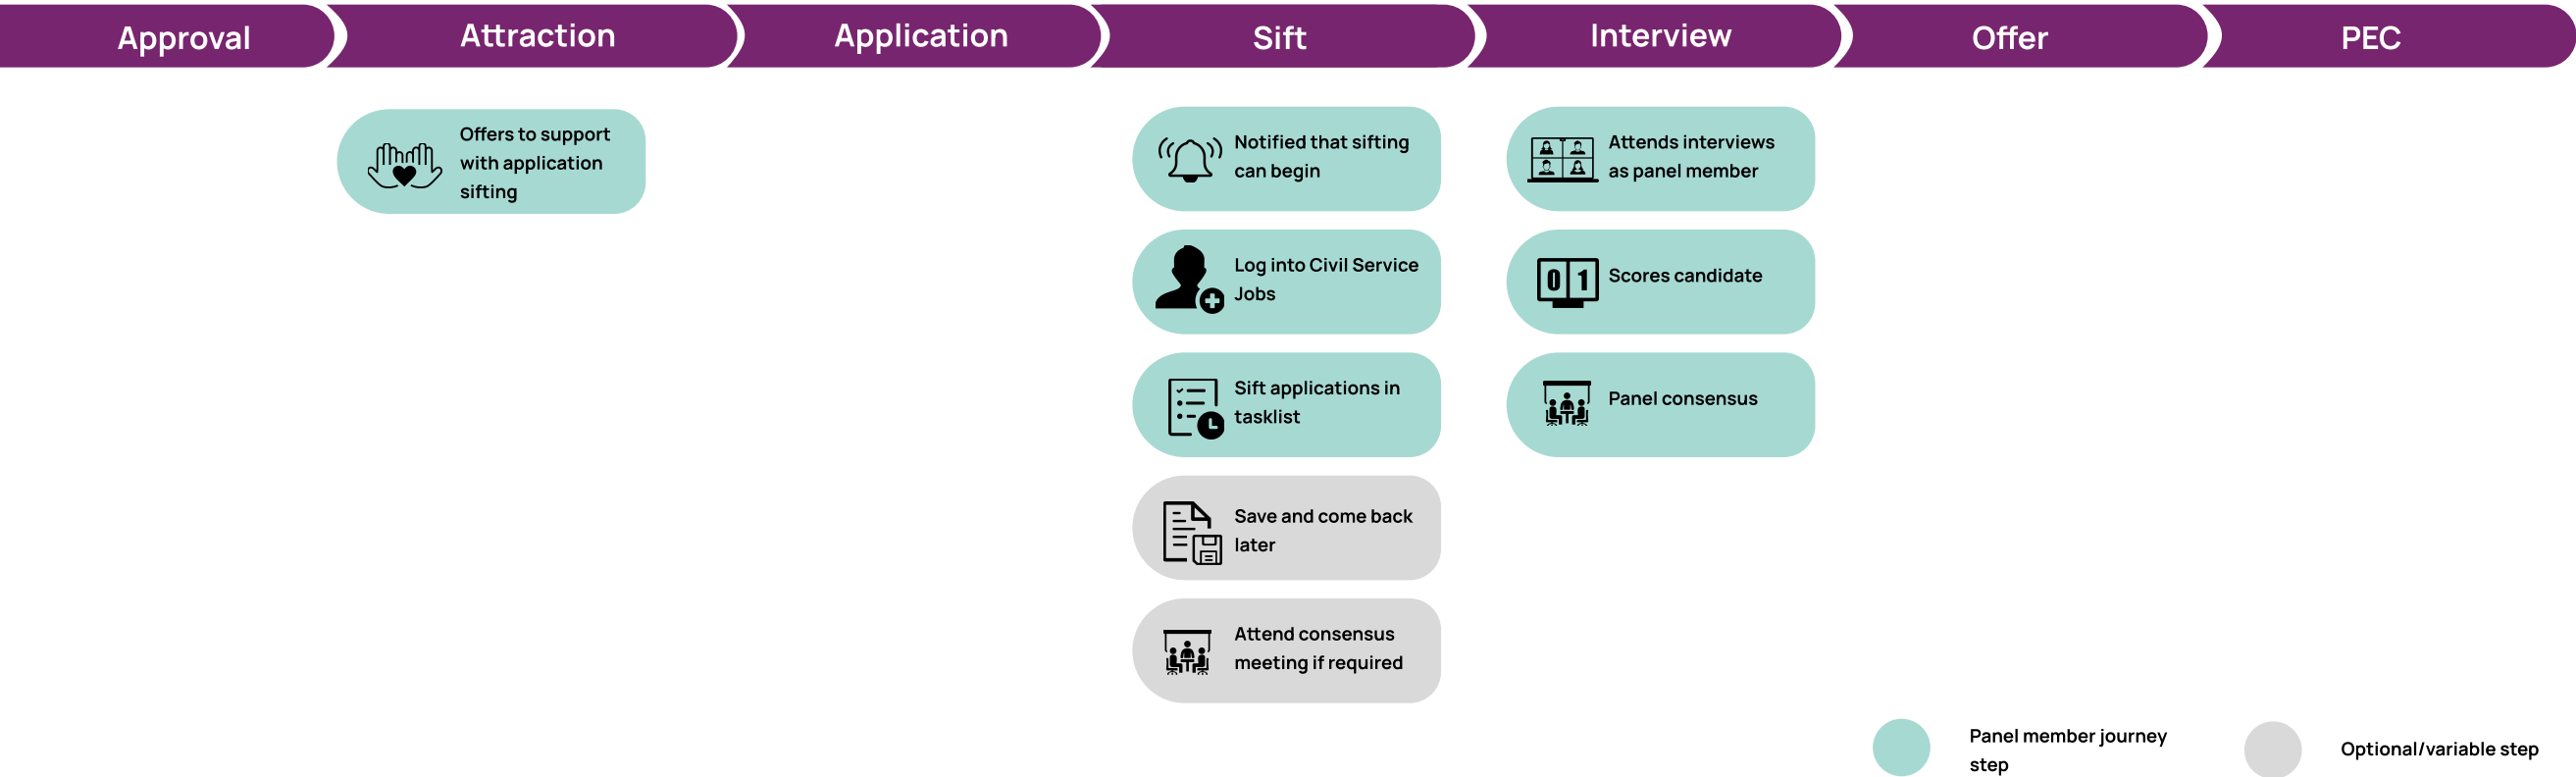 Approval
Attraction
Application
Sift
Interview
Offer
PEC
Offers to support
with application
sifting
Notified that sifting
can begin
Log into Civil Service
Jobs
Sift applications in
tasklist
Save and come back
later
Attend consensus
meeting if required
Attends interviews
as panel member
0 1
Scores candidate
Panel consensus
Panel member journey
step
Optional/variable step